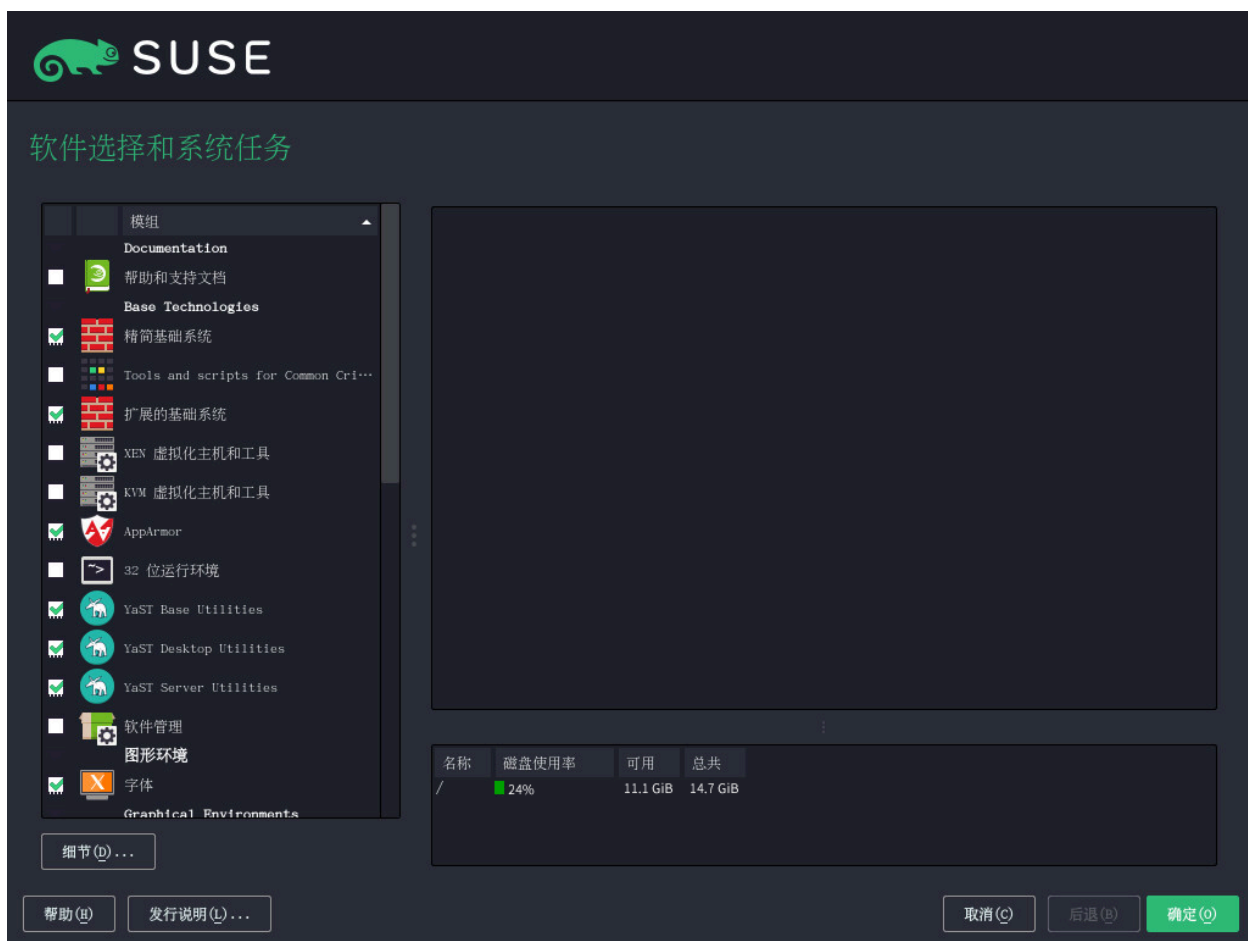 SUSE
软件选择和系统任务
模组
Documentation
帮助和支持文档
Base Technologies
精简基础系统
Tools and scripts for Common Cri…
扩展的基础系统
XEN 虚拟化主机和工具
KVM 虚拟化主机和工具
AppArmor
32 位运行环境
YaST Base Utilities
YaST Desktop Utilities
YaST Server Utilities
软件管理
图形环境
字体
Graphical Environments
名称 磁盘使用率 可用 总共
/ 24% 11.1 GiB 14.7 GiB
细节(D)...
帮助(H) 发行说明(L)... 取消(C) 后退(B) 确定(O)